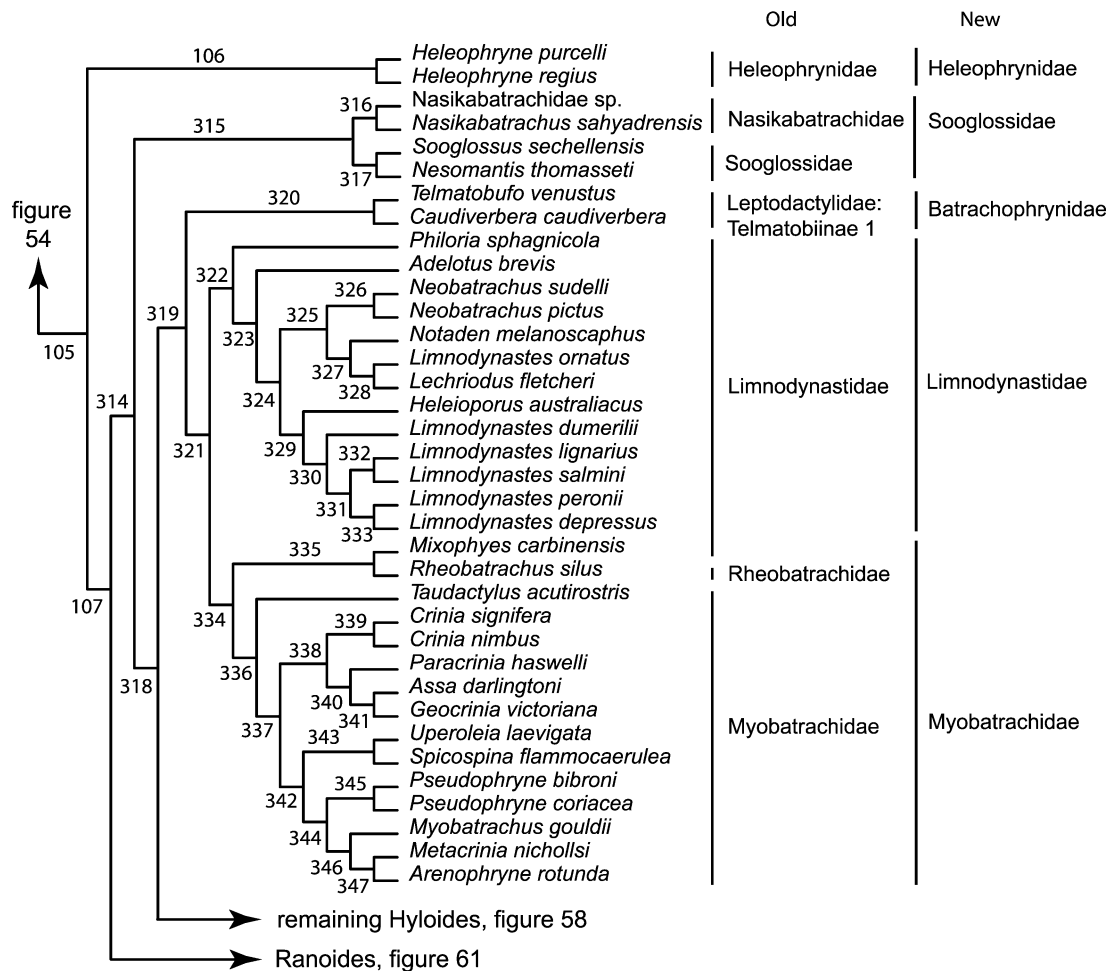 Old New
106 Heleophryne purcelli
Heleophryne regius Heleophrynidae Heleophrynidae
316 Nasikabatrachidae sp.
315 Nasikabatrachus sahyadrensis Nasikabatrachidae Sooglossidae
Sooglossus sechellensis
317 Nesomantis thomasseti Sooglossidae
320 Telmatobufo venustus Leptodactylidae:
figure Caudiverbera caudiverbera Telmatobiinae 1 Batrachophrynidae
54 Philoria sphagnicola
322 Adelotus brevis
326 Neobatrachus sudelli
319 325 Neobatrachus pictus
323 Notaden melanoscaphus
105 327 Limnodynastes ornatus
328 Lechriodus fletcheri Limnodynastidae Limnodynastidae
314 324 Heleioporus australiacus
Limnodynastes dumerilii
321 329 332 Limnodynastes lignarius
330 Limnodynastes salmini
331 Limnodynastes peronii
333 Limnodynastes depressus
335 Mixophyes carbinensis
Rheobatrachus silus Rheobatrachidae
107 334 Taudactylus acutirostris
339 Crinia signifera
338 Crinia nimbus
336 Paracrinia haswelli
318 340 Assa darlingtoni
341 Geocrinia victoriana
337 343 Uperoleia laevigata Myobatrachidae Myobatrachidae
Spicospina flammocaerulea
345 Pseudophryne bibroni
342 Pseudophryne coriacea
344 Myobatrachus gouldii
346 Metacrinia nichollsi
347 Arenophryne rotunda
remaining Hyloides, figure 58
Ranoides, figure 61